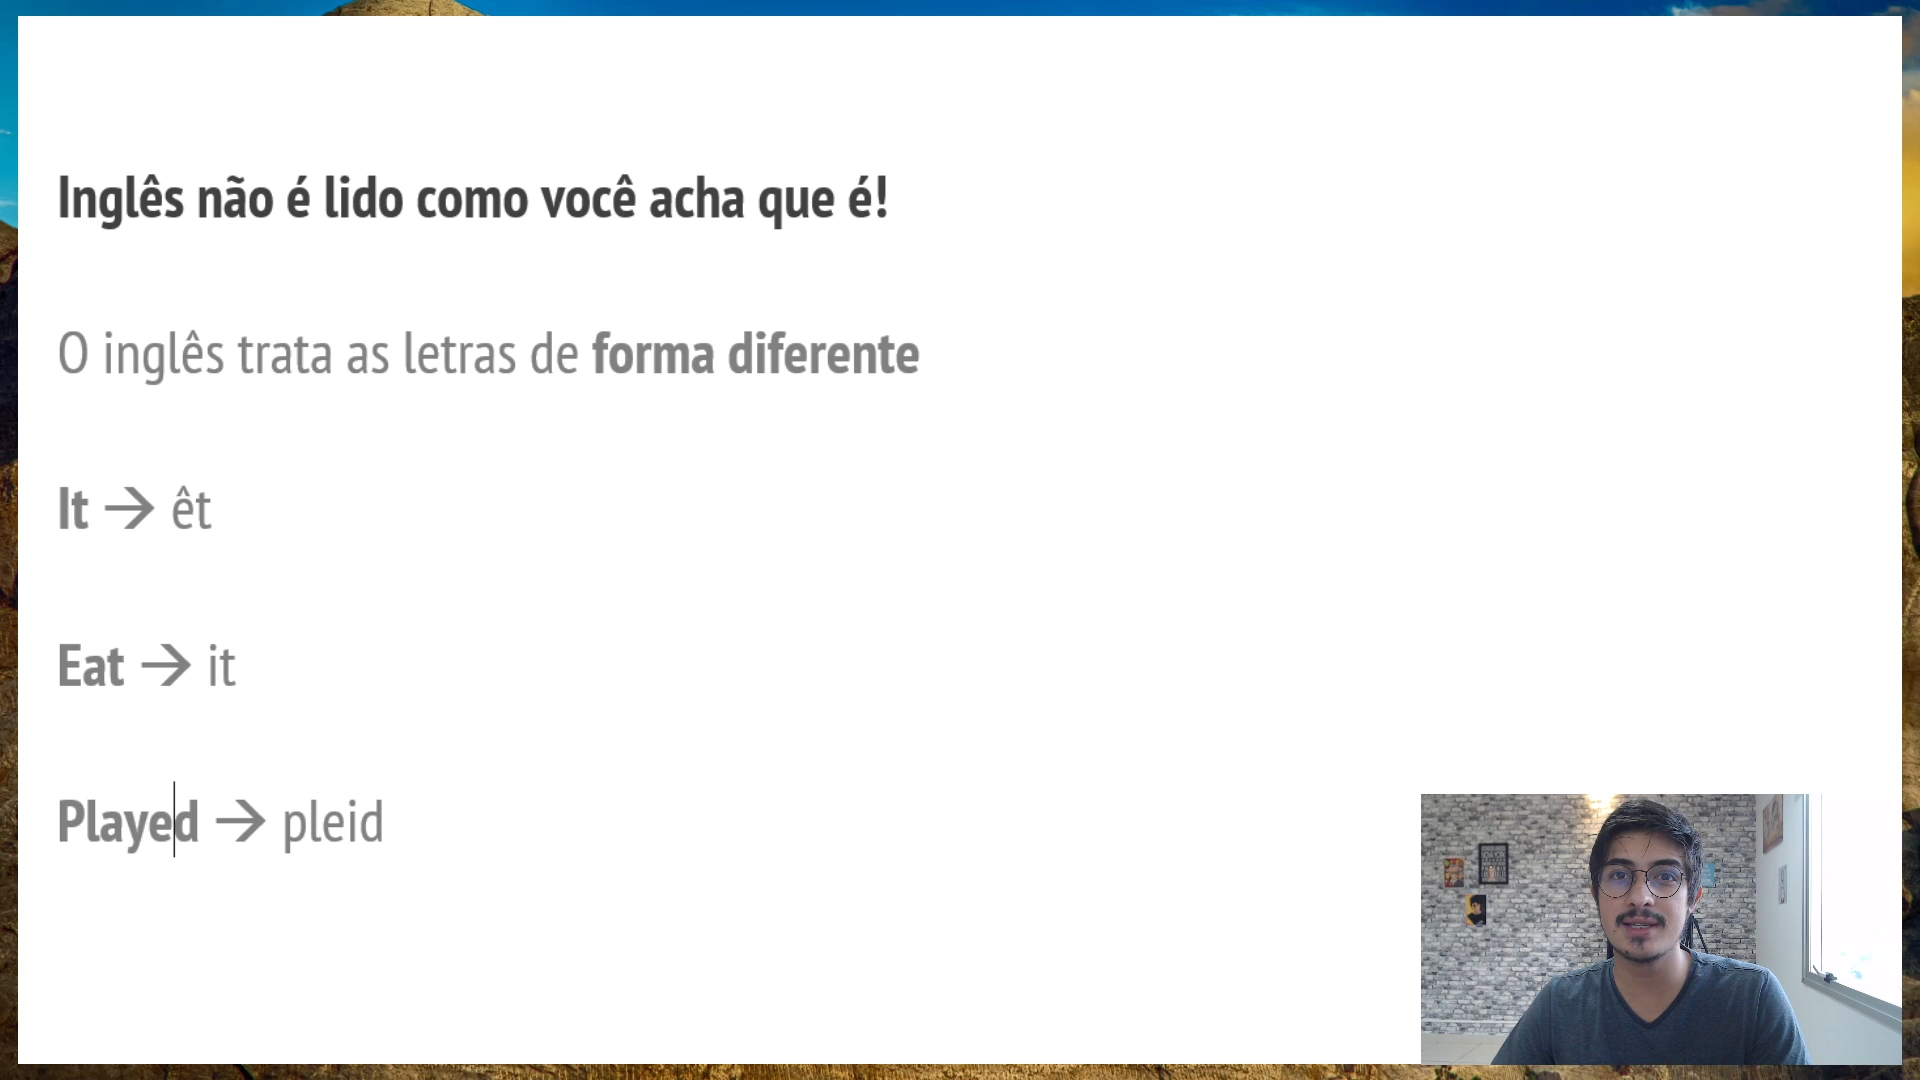 Inglês não é lido como você acha que é!
O inglês trata as letras de forma diferente
It → êt
Eat → it
Played → pleid